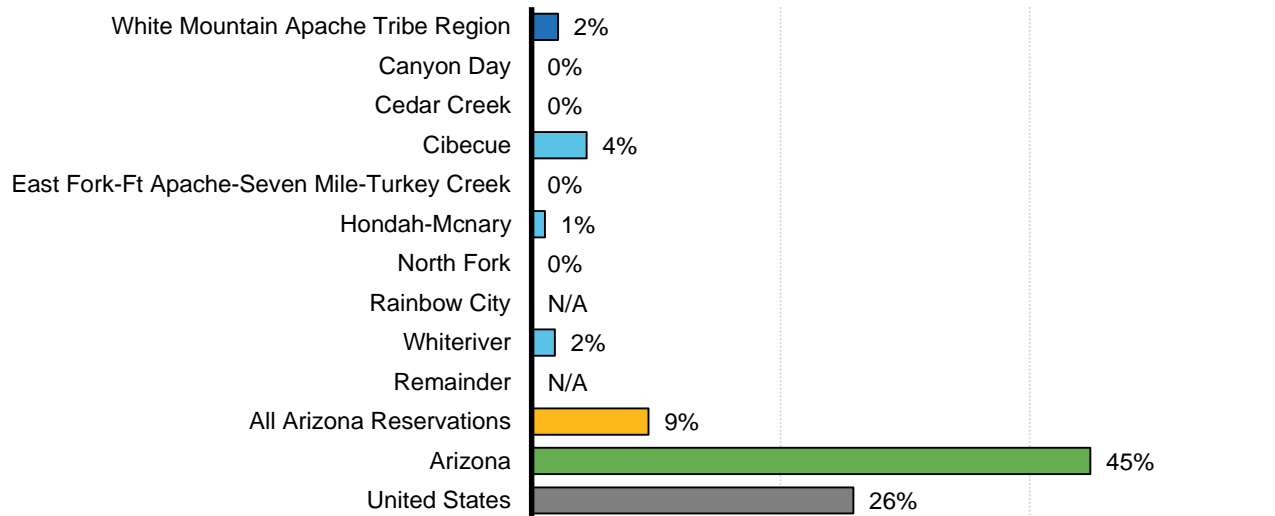 White Mountain Apache Tribe Region 2%
Canyon Day 0%
Cedar Creek 0%
Cibecue 4%
East Fork-Ft Apache-Seven Mile-Turkey Creek 0%
Hondah-Mcnary 1%
North Fork 0%
Rainbow City N/A
Whiteriver 2%
Remainder N/A
All Arizona Reservations 9%
Arizona 45%
United States 26%